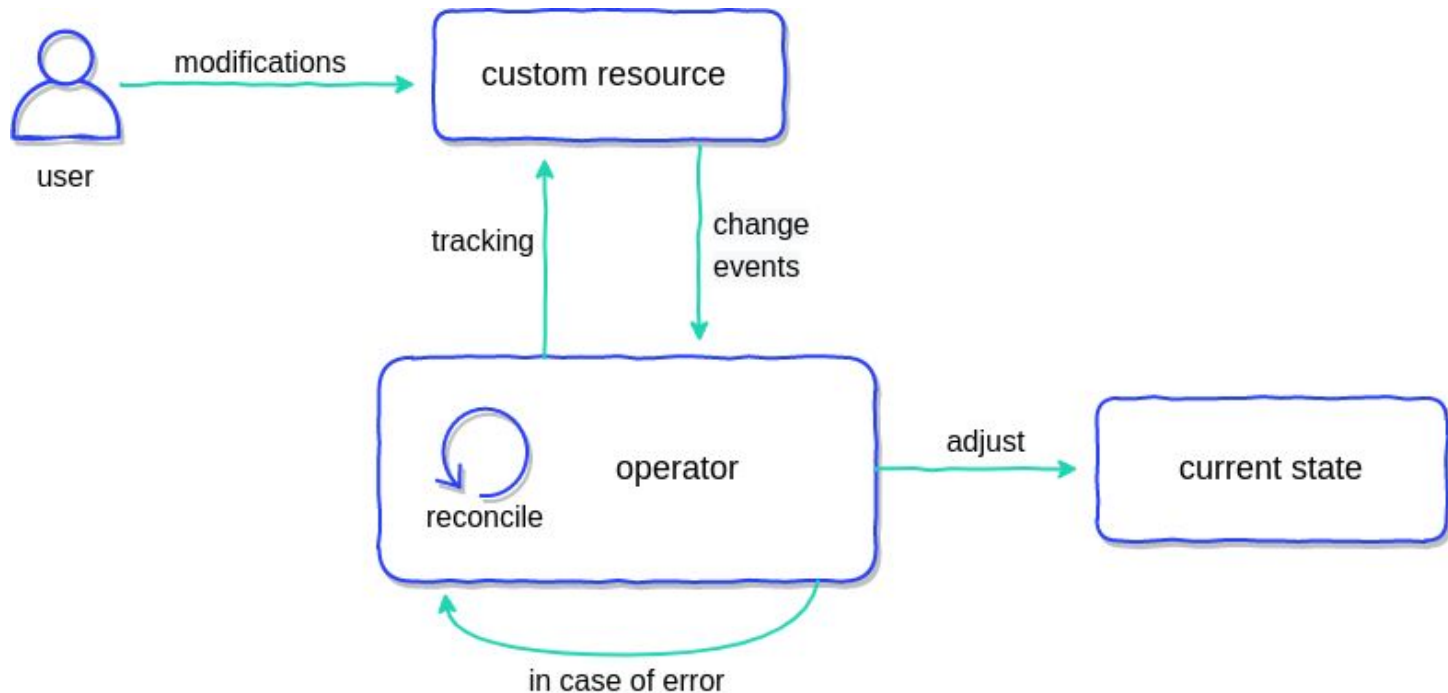 modifications
custom resource
user
tracking
change
events
operator
reconcile
adjust
current state
in case of error